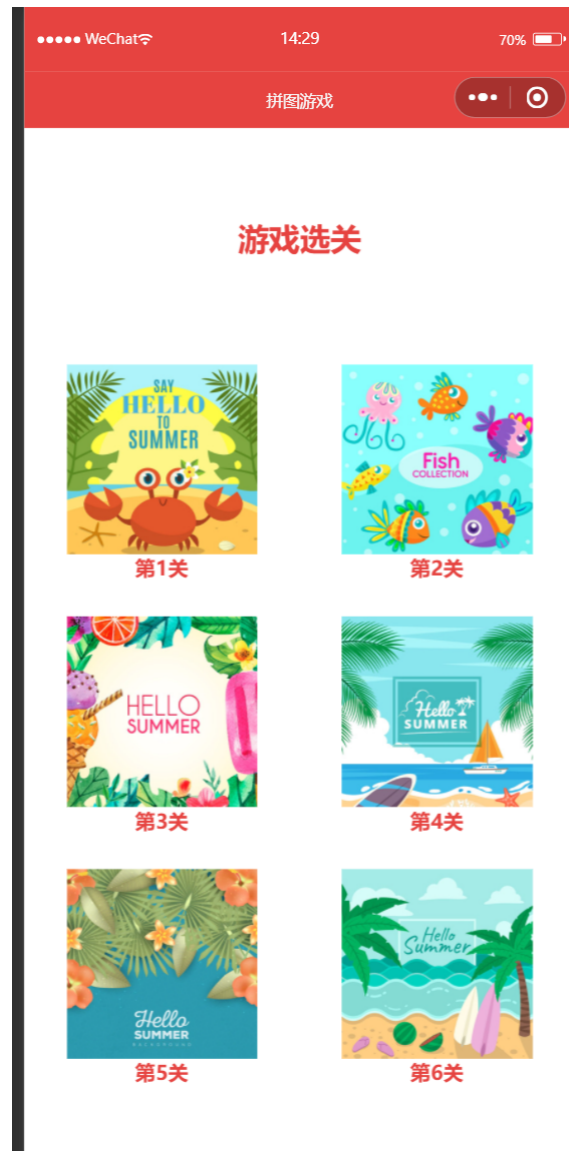 WeChat
14:29
70%
拼图游戏
游戏选关
SAY
HELLO
TO
SUMMER
第1关
Fish
COLLECTION
第2关
HELLO
SUMMER
第3关
Hello
SUMMER
第4关
Hello
SUMMER
BACKGROUND
第5关
Hello
Summer
第6关